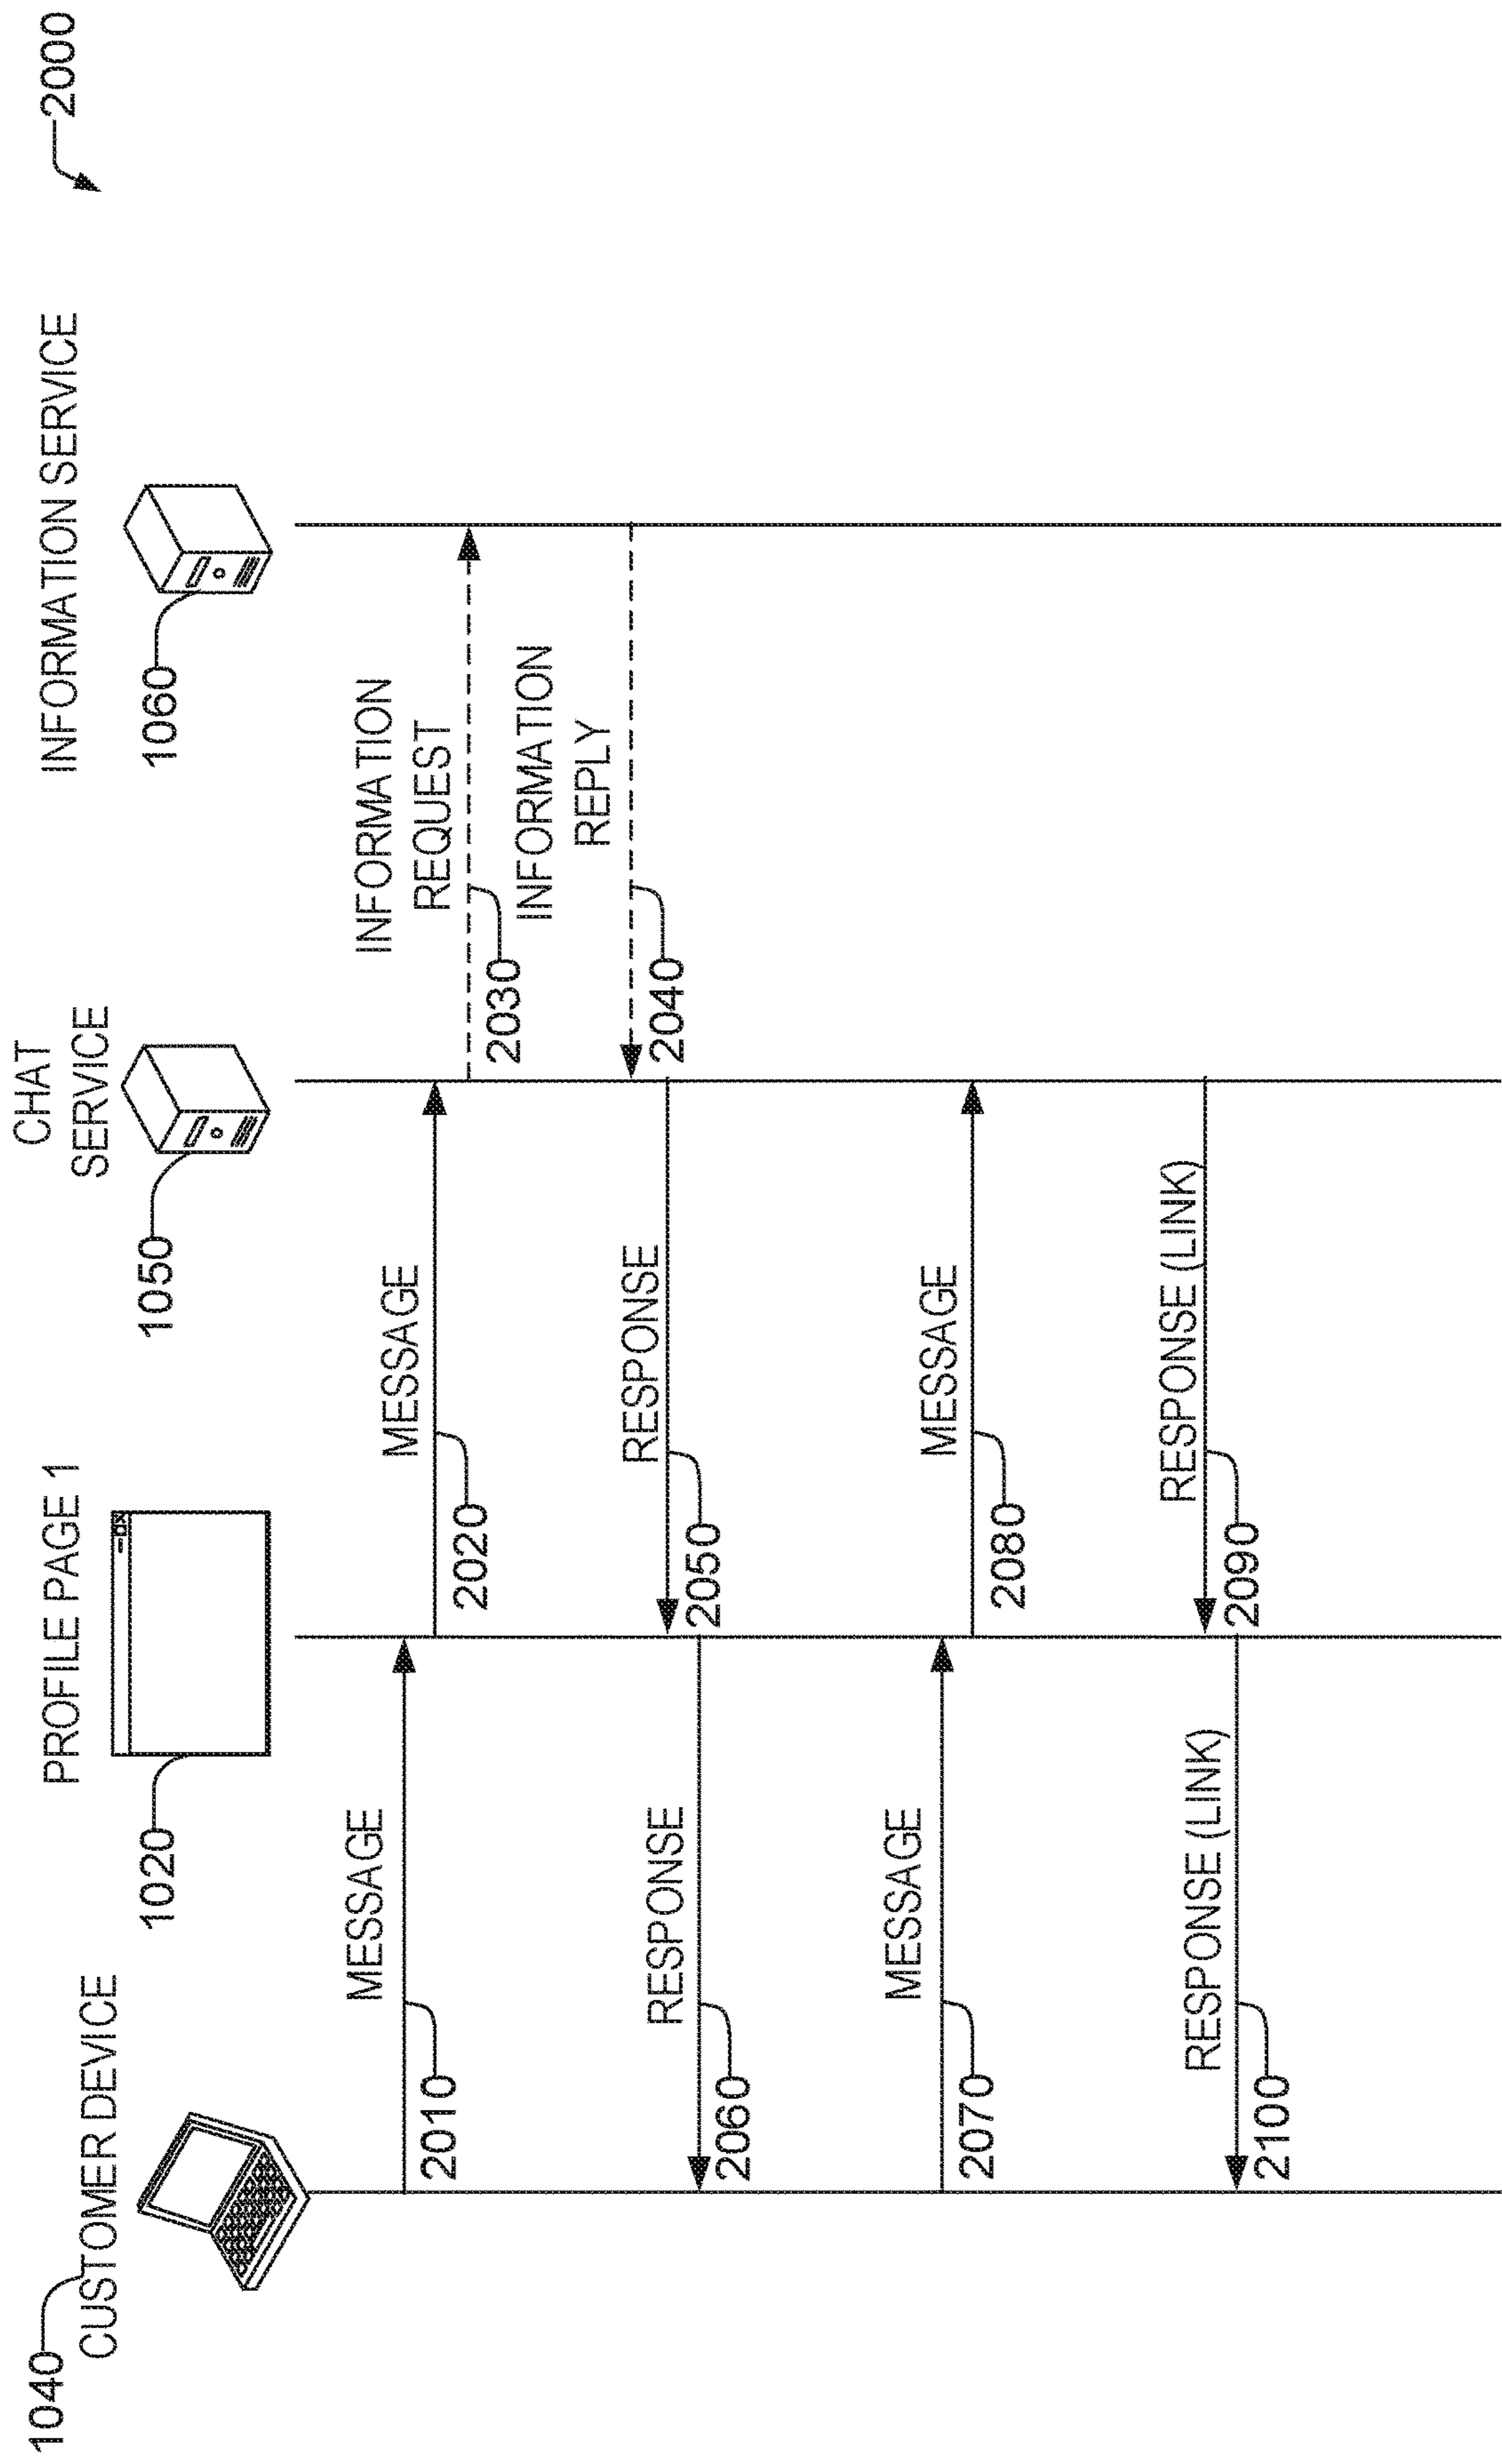 2000
1040
CUSTOMER DEVICE
PROFILE PAGE 1
1020
CHAT
SERVICE
1050
INFORMATION SERVICE
1060
MESSAGE
2010
MESSAGE
2020
INFORMATION
REQUEST
2030
INFORMATION
REPLY
2040
RESPONSE
2050
RESPONSE
2060
MESSAGE
2070
MESSAGE
2080
RESPONSE (LINK)
2090
RESPONSE (LINK)
2100